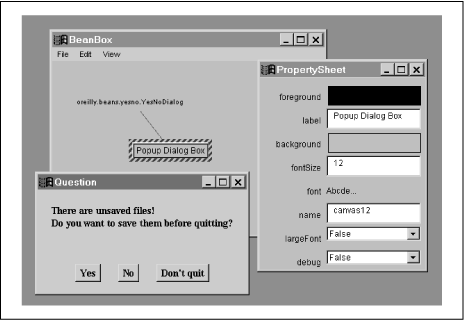 BeanBox
File Edit View
oreilly.beans.yesno.YesNoDialog
Popup Dialog Box
PropertySheet
foreground
label Popup Dialog Box
background
fontSize 12
font Abcde...
name canvas12
largeFont False
debug False
Question
There are unsaved files!
Do you want to save them before quitting?
Yes No Don't quit